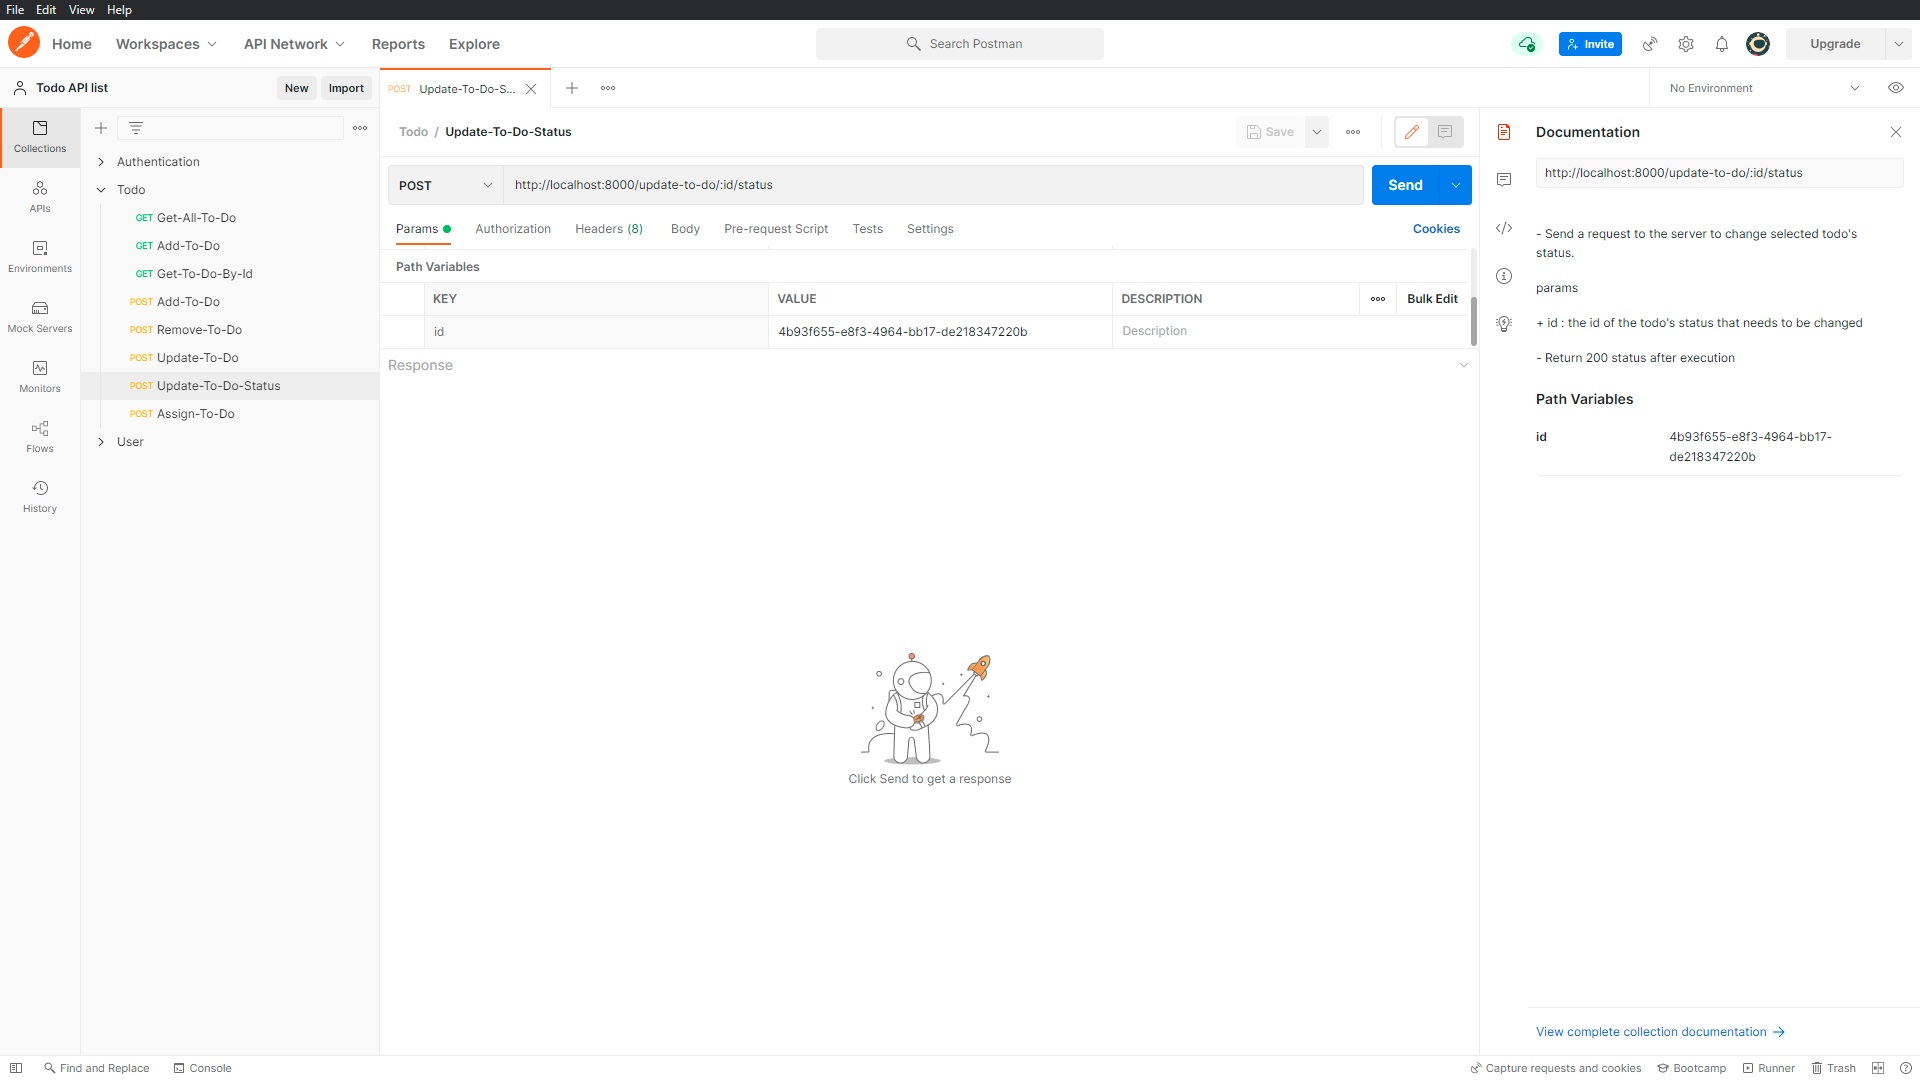 File Edit View Help
Home Workspaces API Network Reports Explore
Search Postman
Invite
Upgrade
Todo API list
New Import
POST Update-To-Do-S...
No Environment
Collections
APIs
Environments
Mock Servers
Monitors
Flows
History
Authentication
Todo
GET Get-All-To-Do
GET Add-To-Do
GET Get-To-Do-By-Id
POST Add-To-Do
POST Remove-To-Do
POST Update-To-Do
POST Update-To-Do-Status
POST Assign-To-Do
User
Todo / Update-To-Do-Status
Save
POST http://localhost:8000/update-to-do/:id/status
Send
Params Authorization Headers (8) Body Pre-request Script Tests Settings
Cookies
Path Variables
KEY VALUE DESCRIPTION Bulk Edit
id 4b93f655-e8f3-4964-bb17-de218347220b Description
Response
Click Send to get a response
Documentation
http://localhost:8000/update-to-do/:id/status
- Send a request to the server to change selected todo's
status.
params
+ id : the id of the todo's status that needs to be changed
- Return 200 status after execution
Path Variables
id 4b93f655-e8f3-4964-bb17-
de218347220b
View complete collection documentation →
Find and Replace Console
Capture requests and cookies Bootcamp Runner Trash